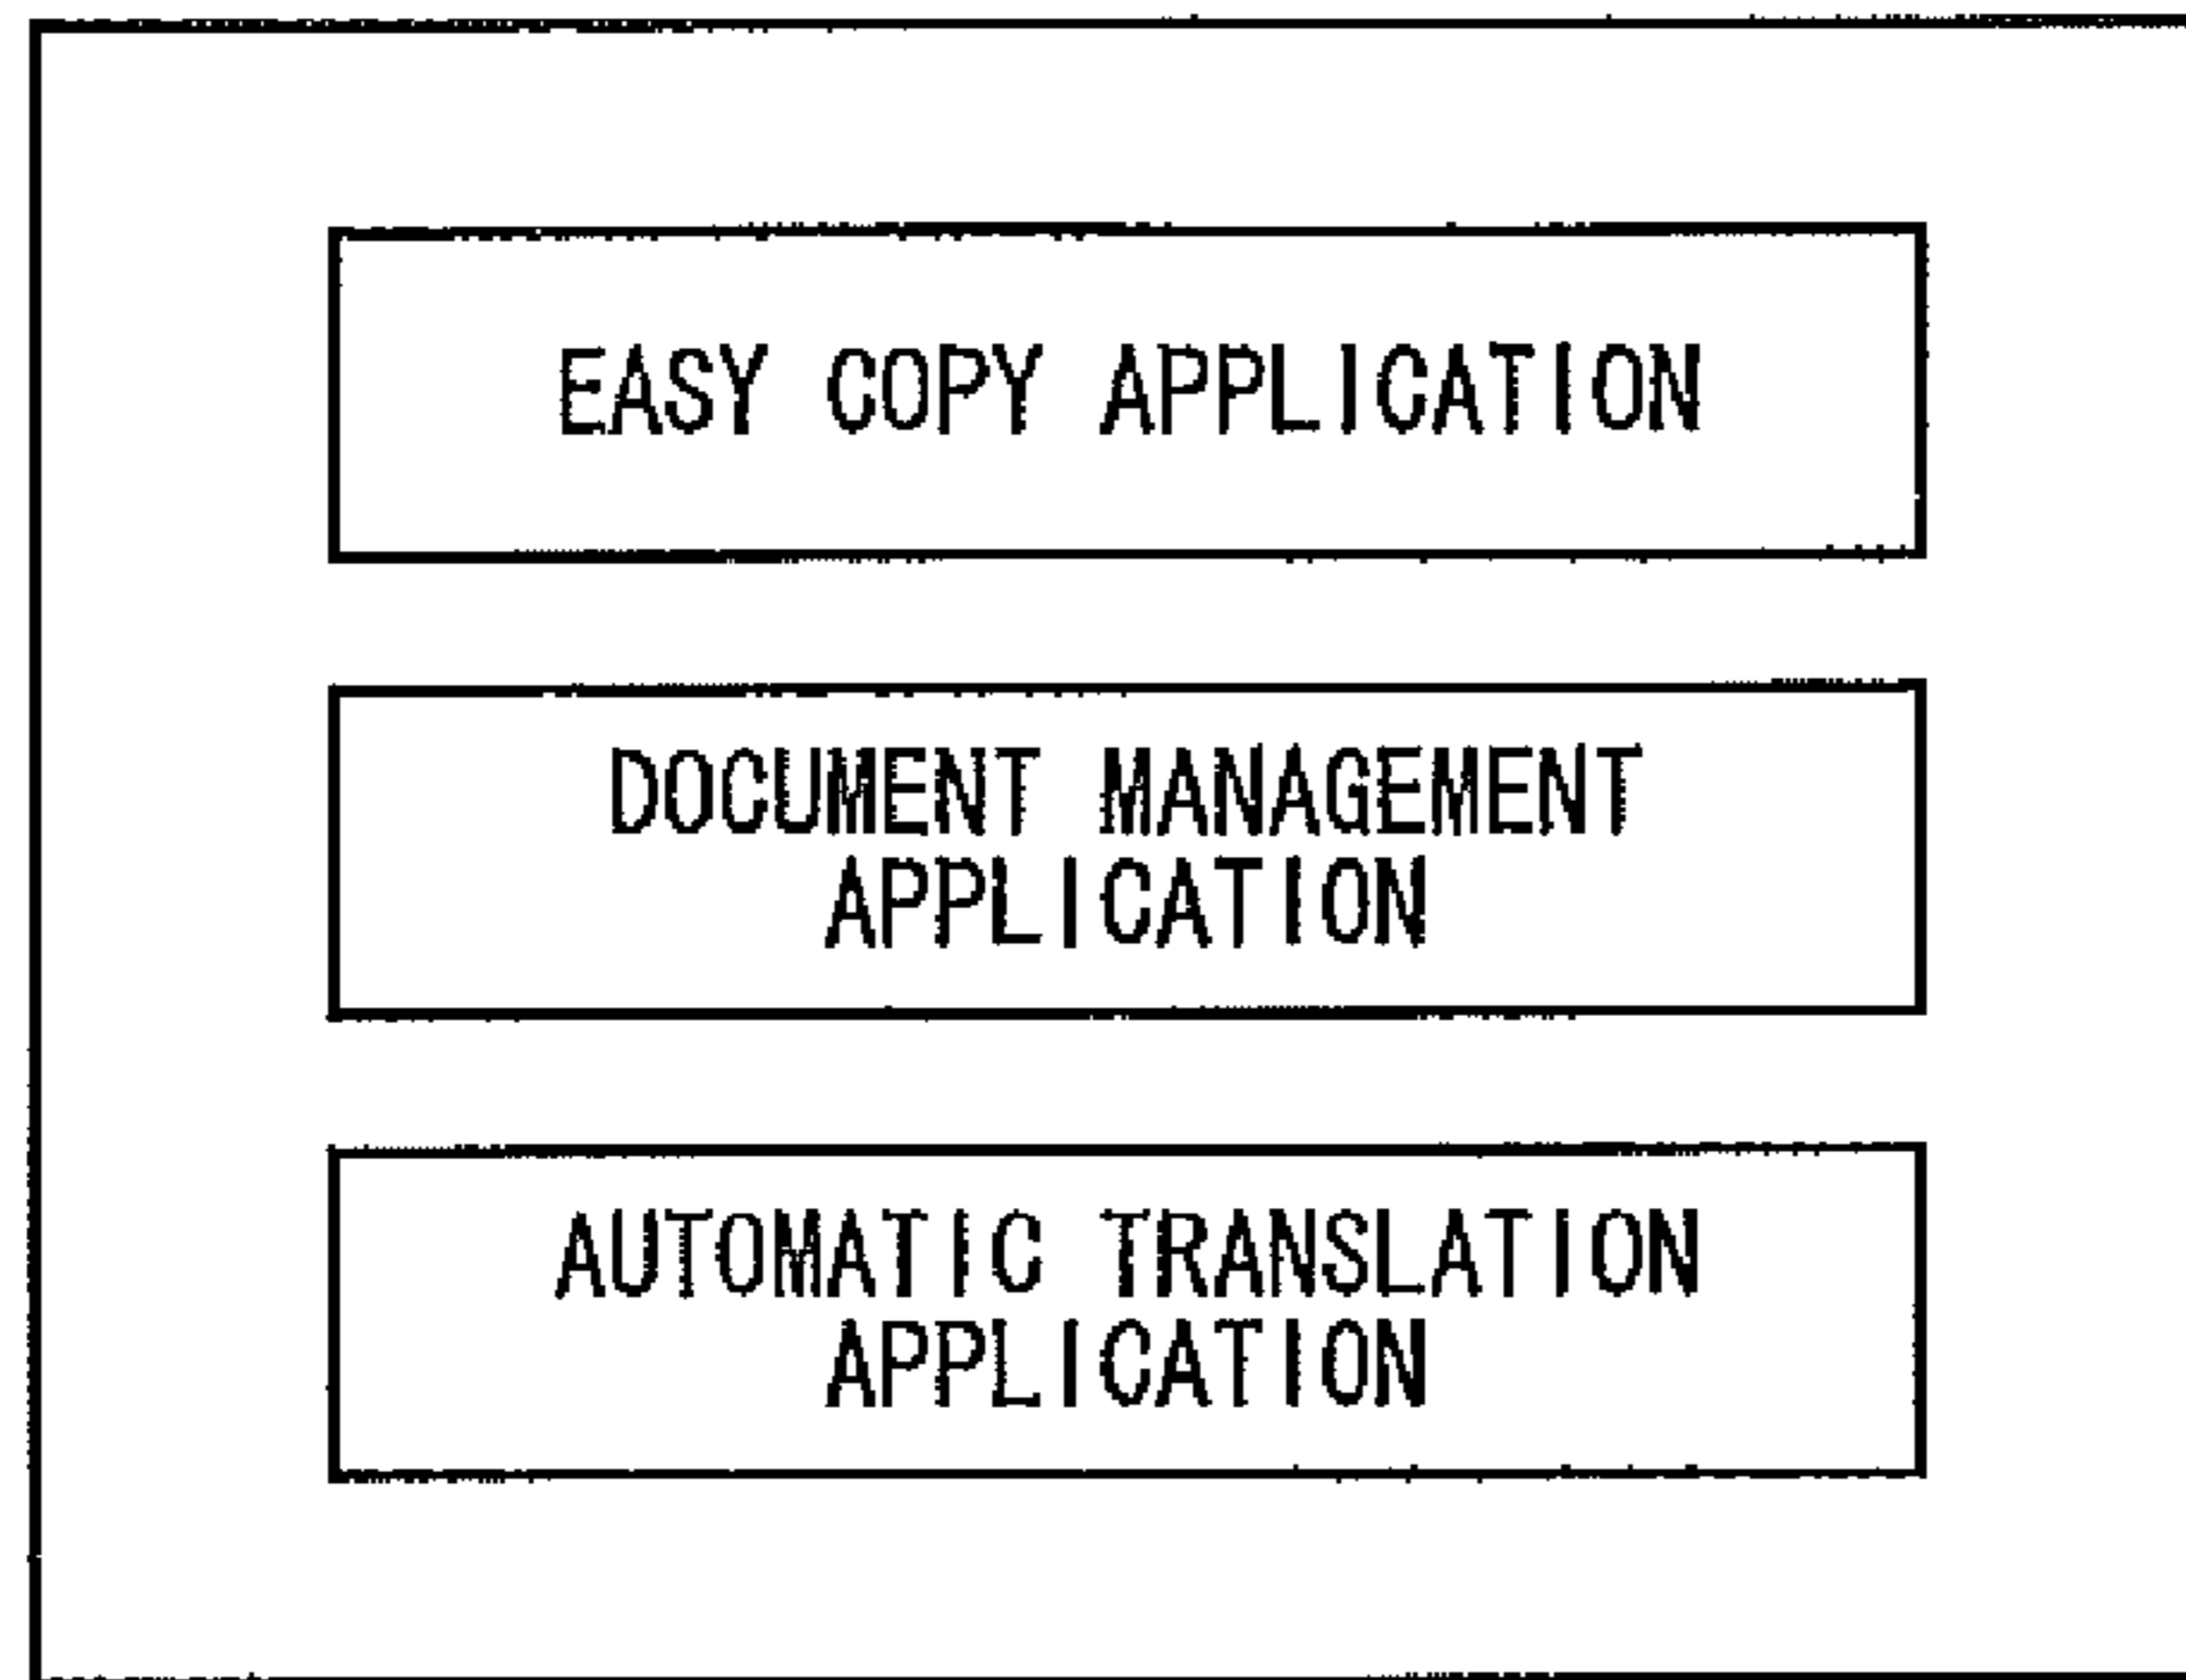 EASY COPY APPLICATION
DOCUMENT MANAGEMENT
APPLICATION
AUTOMATIC TRANSLATION
APPLICATION